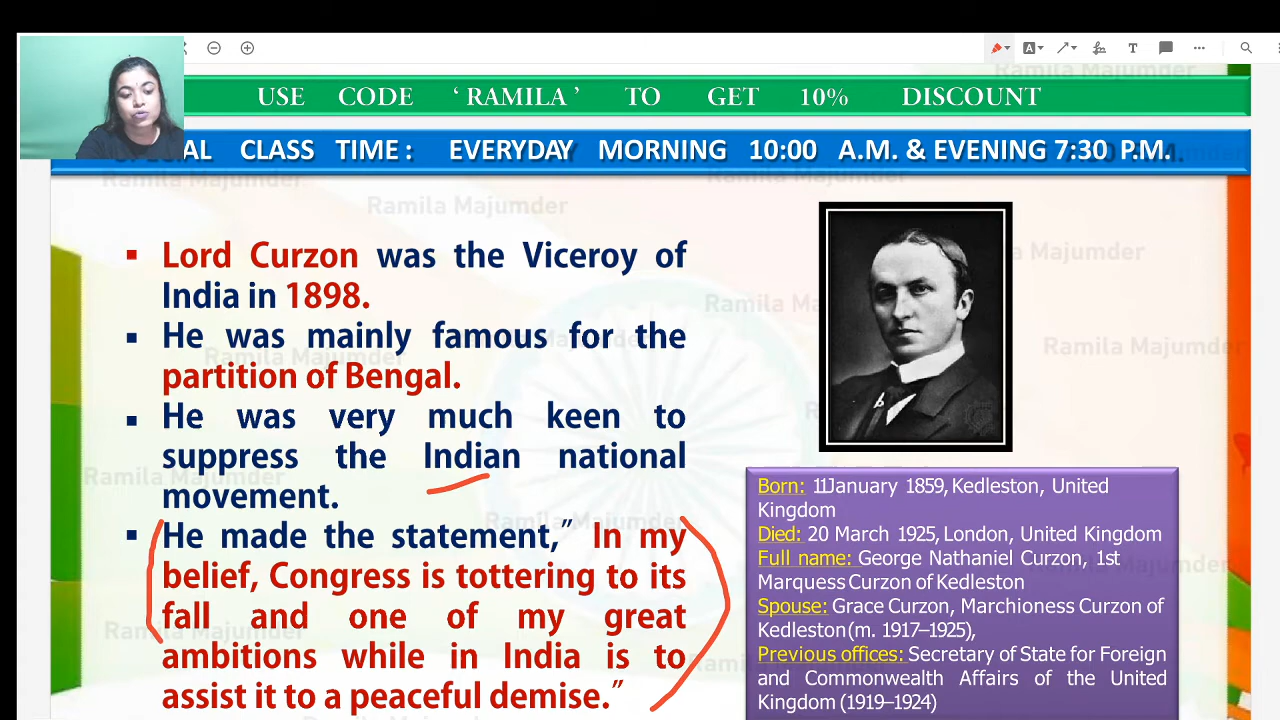 USE CODE ‘ RAMILA ’ TO GET 10% DISCOUNT
CLASS TIME : EVERYDAY MORNING 10:00 A.M. & EVENING 7:30 P.M.
Ramila Majumder
Ramila Majumder
▪ Lord Curzon was the Viceroy of
India in 1898.
▪ He was mainly famous for the
partition of Bengal.
▪ He was very much keen to
suppress the Indian national
movement.
▪ He made the statement,” In my
belief, Congress is tottering to its
fall and one of my great
ambitions while in India is to
assist it to a peaceful demise.”
Ramila Majumder
Born: 11January 1859, Kedleston, United
Kingdom
Died: 20 March 1925, London, United Kingdom
Full name: George Nathaniel Curzon, 1st
Marquess Curzon of Kedleston
Spouse: Grace Curzon, Marchioness Curzon of
Kedleston (m. 1917–1925),
Previous offices: Secretary of State for Foreign
and Commonwealth Affairs of the United
Kingdom (1919–1924)